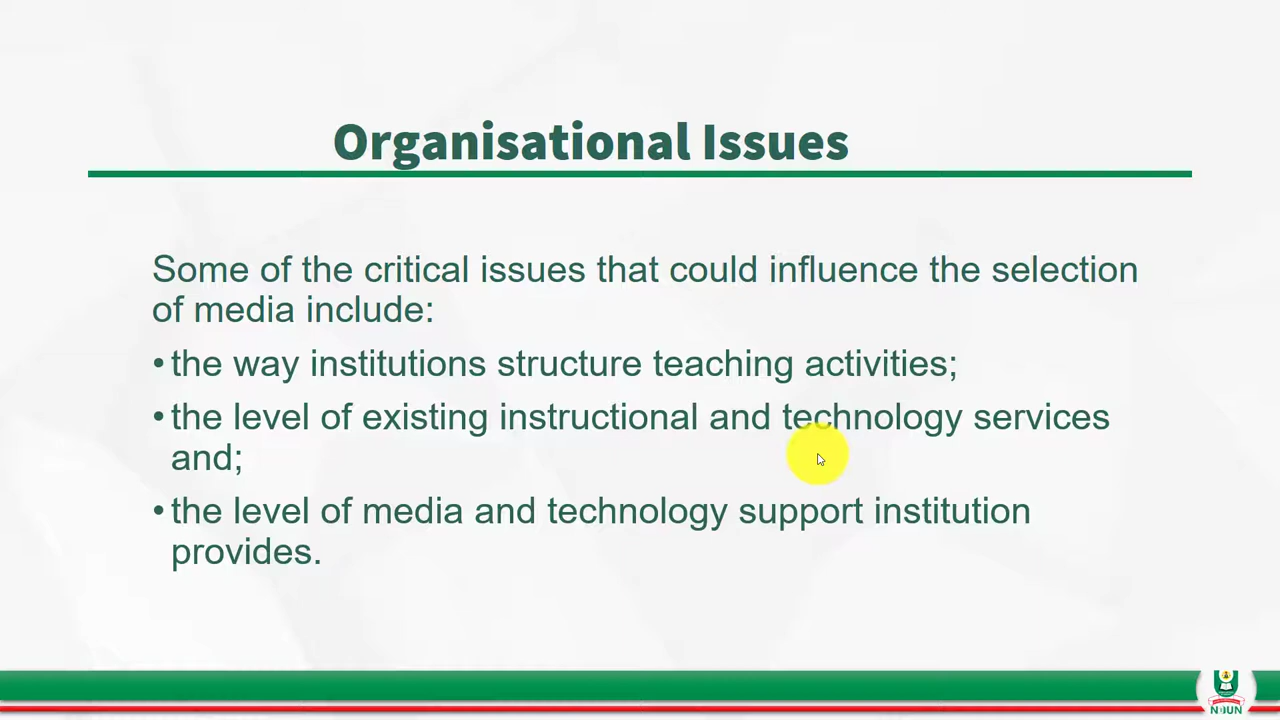 Organisational Issues
Some of the critical issues that could influence the selection
of media include:
•the way institutions structure teaching activities;
•the level of existing instructional and technology services
and;
•the level of media and technology support institution
provides.
NOUN